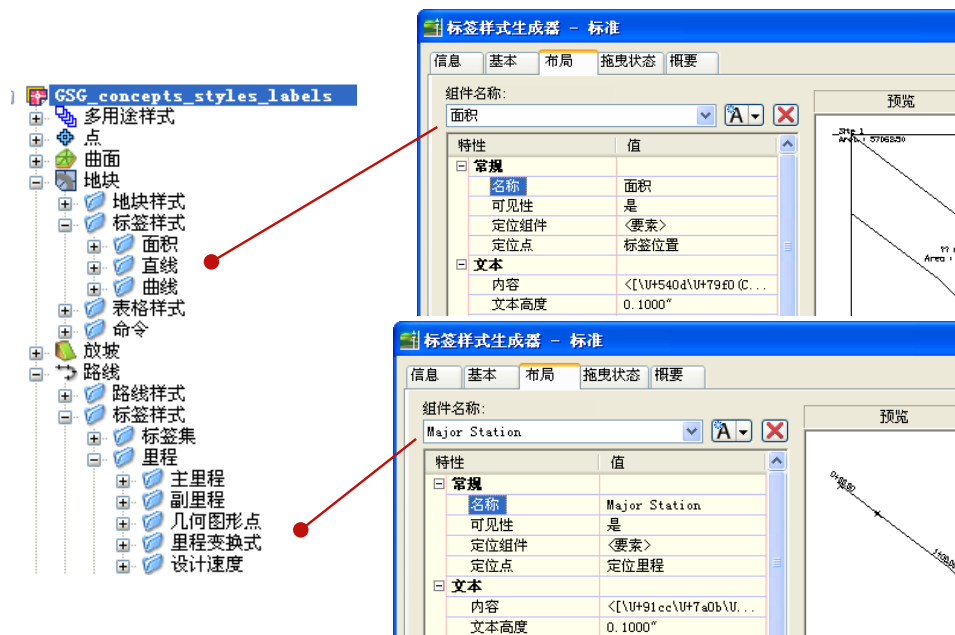 GSG_concepts_styles_labels
多用途样式
点
曲面
地块
地块样式
标签样式
面积
直线
曲线
表格样式
命令
放坡
路线
路线样式
标签样式
标签集
里程
主里程
副里程
几何图形点
里程变换式
设计速度
标签样式生成器 - 标准
信息 基本 布局 拖曳状态 概要
组件名称:
面积
预览
特性 值
常规
名称 面积
可见性 是
定位组件 <要素>
定位点 标签位置
文本
内容 <[\U+540d\U+79f0(C...
文本高度 0.1000"
Area : 57062.50
Area :
标签样式生成器 - 标准
信息 基本 布局 拖曳状态 概要
组件名称:
Major Station
预览
特性 值
常规
名称 Major Station
可见性 是
定位组件 <要素>
定位点 定位里程
文本
内容 <[\U+91cc\U+7a0b\U...
文本高度 0.1000"